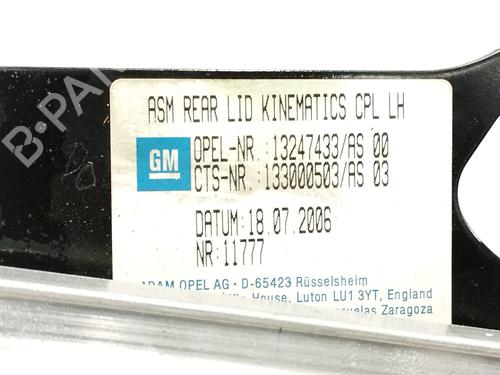 ASM REAR LID KINEMATICS CPL LH
GM
OPEL-NR.:13247433/AS 00
CTS-NR.:133000503/AS 03
DATUM:18.07.2006
NR:11777
ADAM OPEL AG · D-65423 Rüsselsheim
House, Luton LU1 3YT, England
Zaragoza
B-PARTS